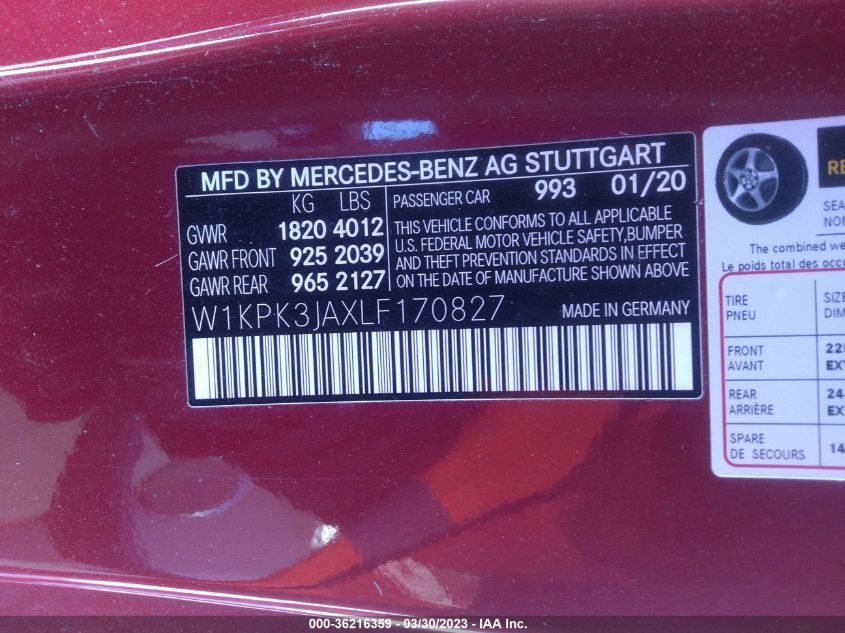 MFD BY MERCEDES-BENZ AG STUTTGART
KG LBS
GVWR 1820 4012
GAWR FRONT 925 2039
GAWR REAR 965 2127
PASSENGER CAR 993 01/20
THIS VEHICLE CONFORMS TO ALL APPLICABLE
U.S. FEDERAL MOTOR VEHICLE SAFETY,BUMPER
AND THEFT PREVENTION STANDARDS IN EFFECT
ON THE DATE OF MANUFACTURE SHOWN ABOVE
W1KPK3JAXLF170827 MADE IN GERMANY
The combined we
Le poids total des occu
TIRE
PNEU
FRONT
AVANT
REAR
ARRIÈRE
SPARE
DE SECOURS
000-36216359 - 03/30/2023 - IAA Inc.